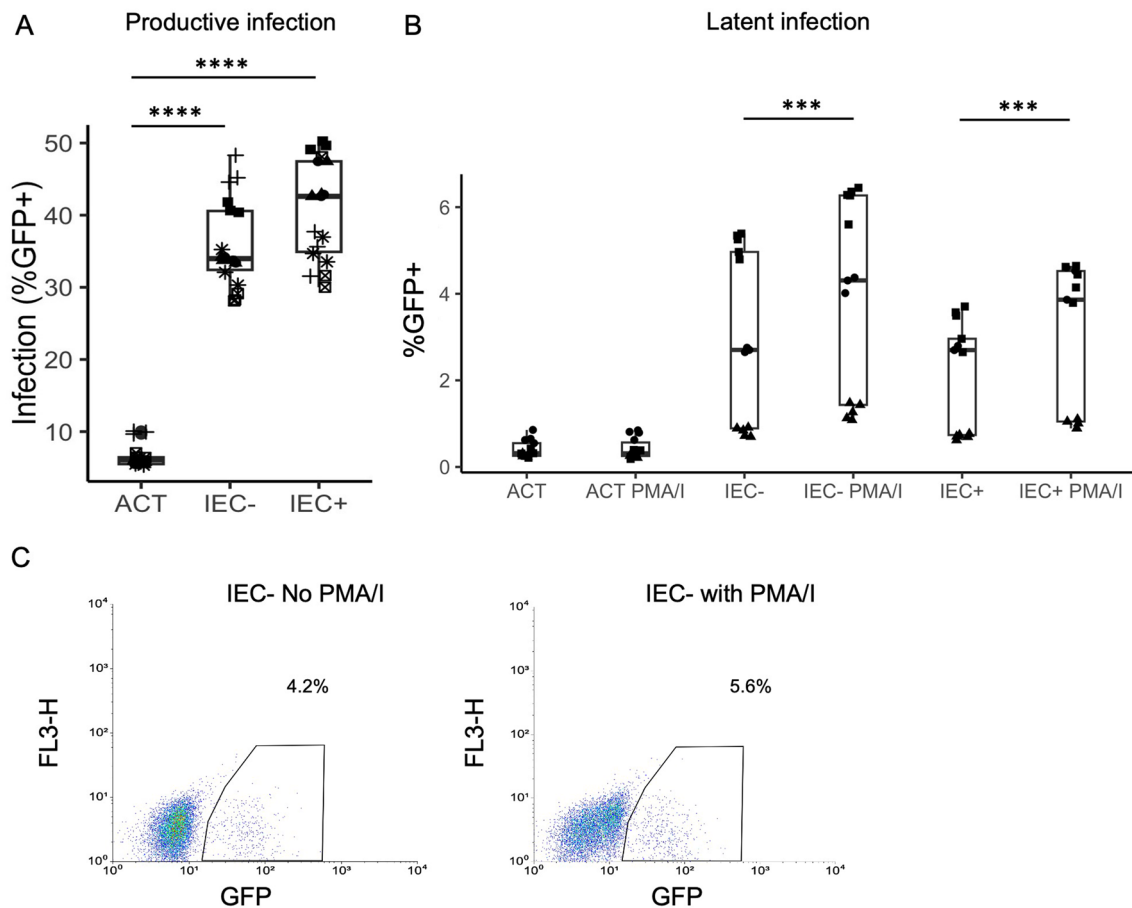 A
Productive infection
****
****
Infection (%GFP+)
50
40
30
20
10
ACT IEC- IEC+
B
Latent infection
*** ***
%GFP+
6
4
2
0
ACT ACT PMA/I IEC- IEC- PMA/I IEC+ IEC+ PMA/I
C
IEC- No PMA/I
4.2%
FL3-H
10⁴
10³
10²
10¹
10⁰
10⁰ 10¹ 10² 10³ 10⁴
GFP
IEC- with PMA/I
5.6%
FL3-H
10⁴
10³
10²
10¹
10⁰
10⁰ 10¹ 10² 10³ 10⁴
GFP